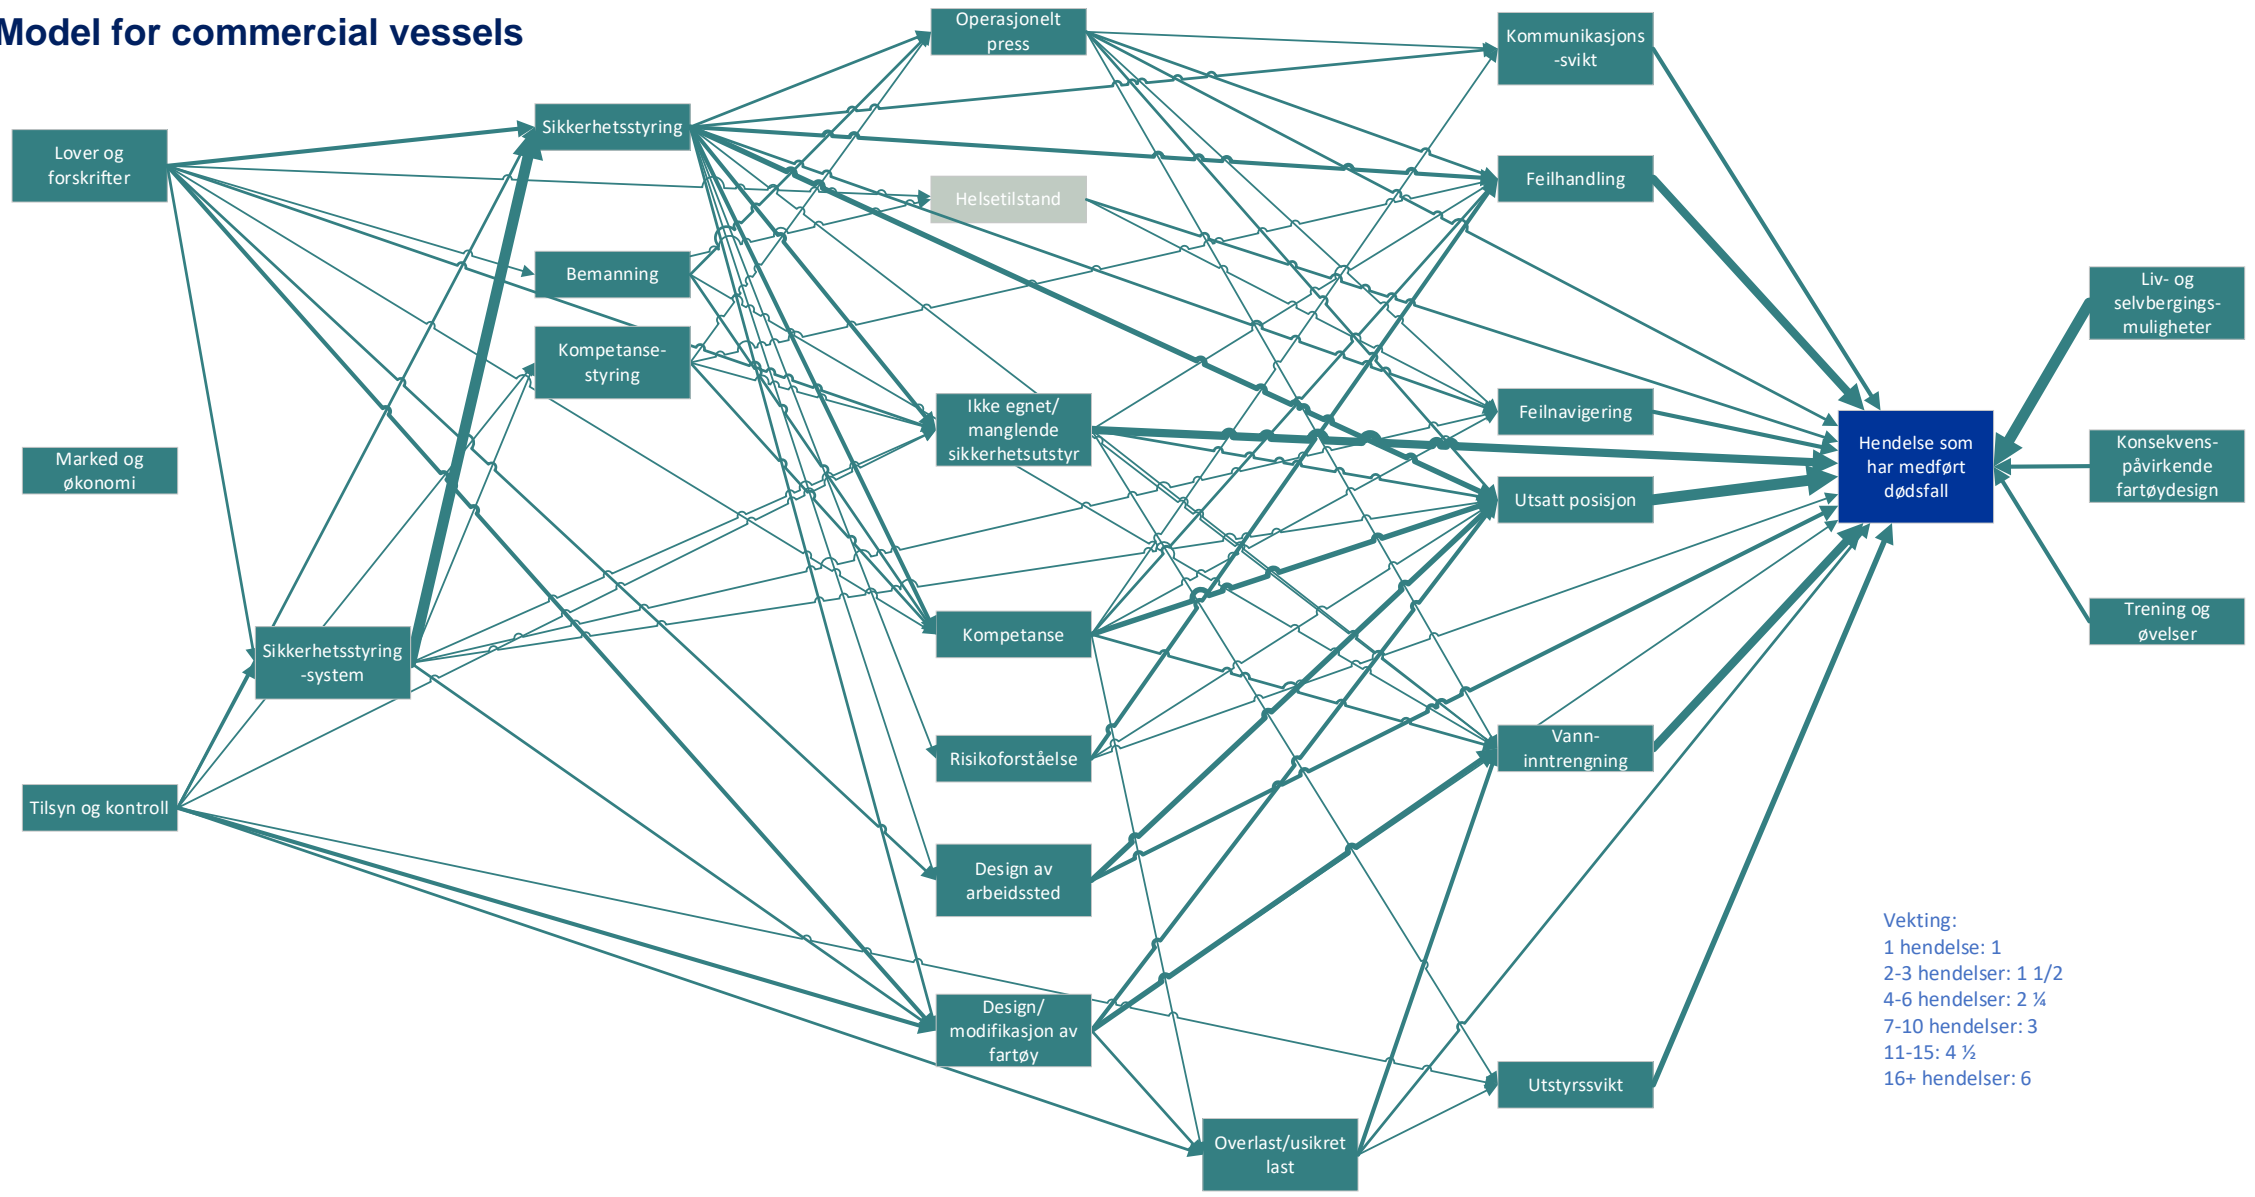 Model for commercial vessels
Lover og
forskrifter
Marked og
økonomi
Tilsyn og kontroll
Sikkerhetsstyring
-system
Sikkerhetsstyring
Bemanning
Kompetanse-
styring
Operasjonelt
press
Helsetilstand
Ikke egnet/
manglende
sikkerhetsutstyr
Kompetanse
Risikoforståelse
Design av
arbeidssted
Design/
modifikasjon av
fartøy
Overlast/usikret
last
Kommunikasjons
-svikt
Feilhandling
Feilnavigering
Utsatt posisjon
Vann-
inntrengning
Utstyrssvikt
Hendelse som
har medført
dødsfall
Liv- og
selvbergings-
muligheter
Konsekvens-
påvirkende
fartøydesign
Trening og
øvelser
Vekting:
1 hendelse: 1
2-3 hendelser: 1 1/2
4-6 hendelser: 2 ¼
7-10 hendelser: 3
11-15: 4 ½
16+ hendelser: 6